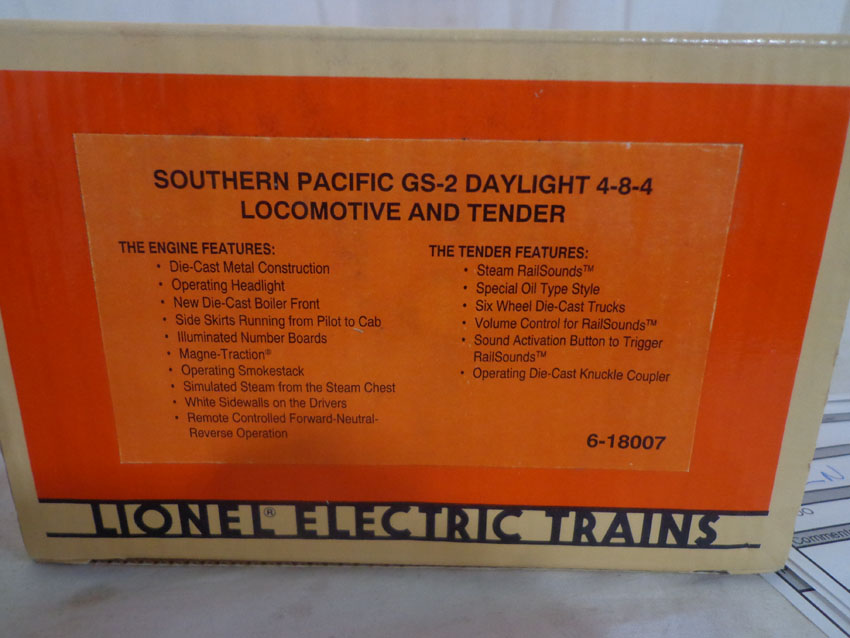 SOUTHERN PACIFIC GS-2 DAYLIGHT 4-8-4
LOCOMOTIVE AND TENDER
THE ENGINE FEATURES:
• Die-Cast Metal Construction
• Operating Headlight
• New Die-Cast Boiler Front
• Side Skirts Running from Pilot to Cab
• Illuminated Number Boards
• Magne-Traction®
• Operating Smokestack
• Simulated Steam from the Steam Chest
• White Sidewalls on the Drivers
• Remote Controlled Forward-Neutral-
Reverse Operation
THE TENDER FEATURES:
• Steam RailSounds™
• Special Oil Type Style
• Six Wheel Die-Cast Trucks
• Volume Control for RailSounds™
• Sound Activation Button to Trigger
RailSounds™
• Operating Die-Cast Knuckle Coupler
6-18007
LIONEL® ELECTRIC TRAINS